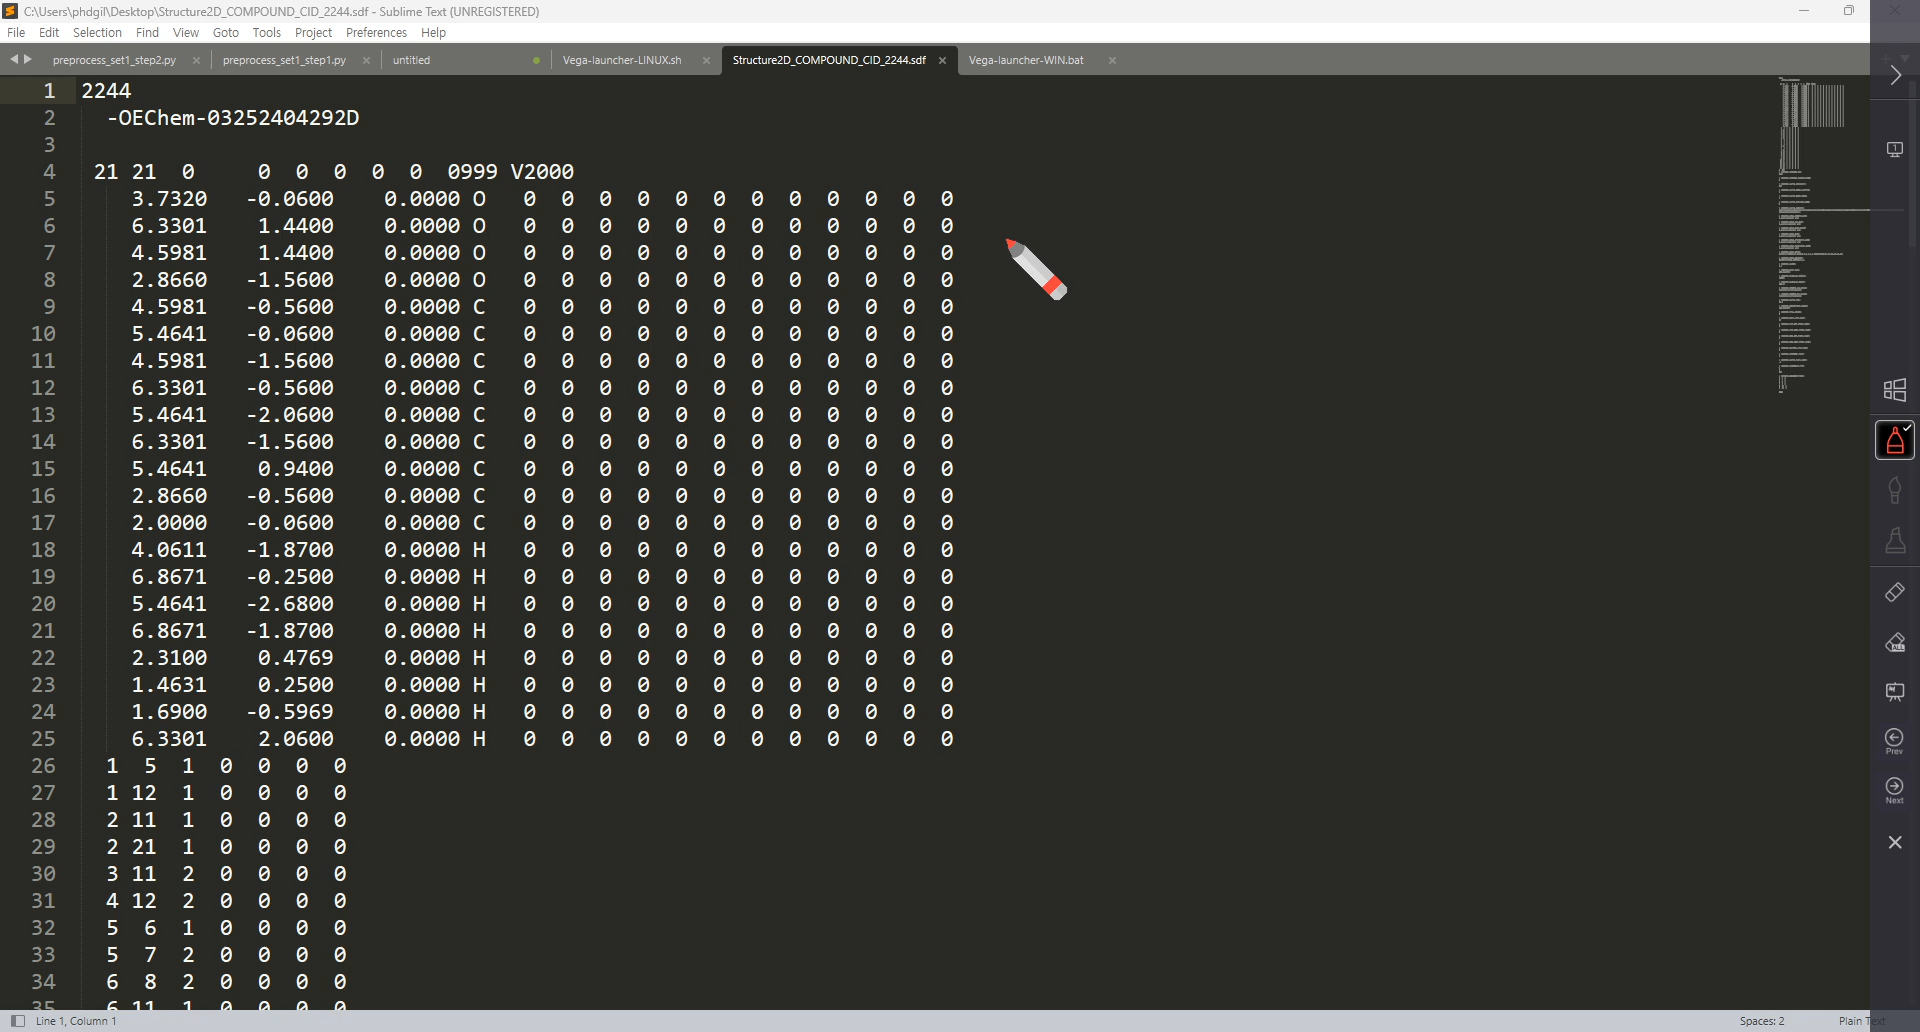 C:\Users\phdgil\Desktop\Structure2D_COMPOUND_CID_2244.sdf - Sublime Text (UNREGISTERED)
File Edit Selection Find View Goto Tools Project Preferences Help
preprocess_set1_step2.py preprocess_set1_step1.py untitled Vega-launcher-LINUX.sh Structure2D_COMPOUND_CID_2244.sdf Vega-launcher-WIN.bat
1 2244
2 -OEChem-03252404292D
3
4 21 21 0 0 0 0 0 0 0999 V2000
5 3.7320 -0.0600 0.0000 O 0 0 0 0 0 0 0 0 0 0 0 0
6 6.3301 1.4400 0.0000 O 0 0 0 0 0 0 0 0 0 0 0 0
7 4.5981 1.4400 0.0000 O 0 0 0 0 0 0 0 0 0 0 0 0
8 2.8660 -1.5600 0.0000 O 0 0 0 0 0 0 0 0 0 0 0 0
9 4.5981 -0.5600 0.0000 C 0 0 0 0 0 0 0 0 0 0 0 0
10 5.4641 -0.0600 0.0000 C 0 0 0 0 0 0 0 0 0 0 0 0
11 4.5981 -1.5600 0.0000 C 0 0 0 0 0 0 0 0 0 0 0 0
12 6.3301 -0.5600 0.0000 C 0 0 0 0 0 0 0 0 0 0 0 0
13 5.4641 -2.0600 0.0000 C 0 0 0 0 0 0 0 0 0 0 0 0
14 6.3301 -1.5600 0.0000 C 0 0 0 0 0 0 0 0 0 0 0 0
15 5.4641 0.9400 0.0000 C 0 0 0 0 0 0 0 0 0 0 0 0
16 2.8660 -0.5600 0.0000 C 0 0 0 0 0 0 0 0 0 0 0 0
17 2.0000 -0.0600 0.0000 C 0 0 0 0 0 0 0 0 0 0 0 0
18 4.0611 -1.8700 0.0000 H 0 0 0 0 0 0 0 0 0 0 0 0
19 6.8671 -0.2500 0.0000 H 0 0 0 0 0 0 0 0 0 0 0 0
20 5.4641 -2.6800 0.0000 H 0 0 0 0 0 0 0 0 0 0 0 0
21 6.8671 -1.8700 0.0000 H 0 0 0 0 0 0 0 0 0 0 0 0
22 2.3100 0.4769 0.0000 H 0 0 0 0 0 0 0 0 0 0 0 0
23 1.4631 0.2500 0.0000 H 0 0 0 0 0 0 0 0 0 0 0 0
24 1.6900 -0.5969 0.0000 H 0 0 0 0 0 0 0 0 0 0 0 0
25 6.3301 2.0600 0.0000 H 0 0 0 0 0 0 0 0 0 0 0 0
26 1 5 1 0 0 0 0
27 1 12 1 0 0 0 0
28 2 11 1 0 0 0 0
29 2 21 1 0 0 0 0
30 3 11 2 0 0 0 0
31 4 12 2 0 0 0 0
32 5 6 1 0 0 0 0
33 5 7 2 0 0 0 0
34 6 8 2 0 0 0 0
35 6 11 1 0 0 0 0
Line 1, Column 1 Spaces: 2 Plain Text
1
ALL
Prev
Next